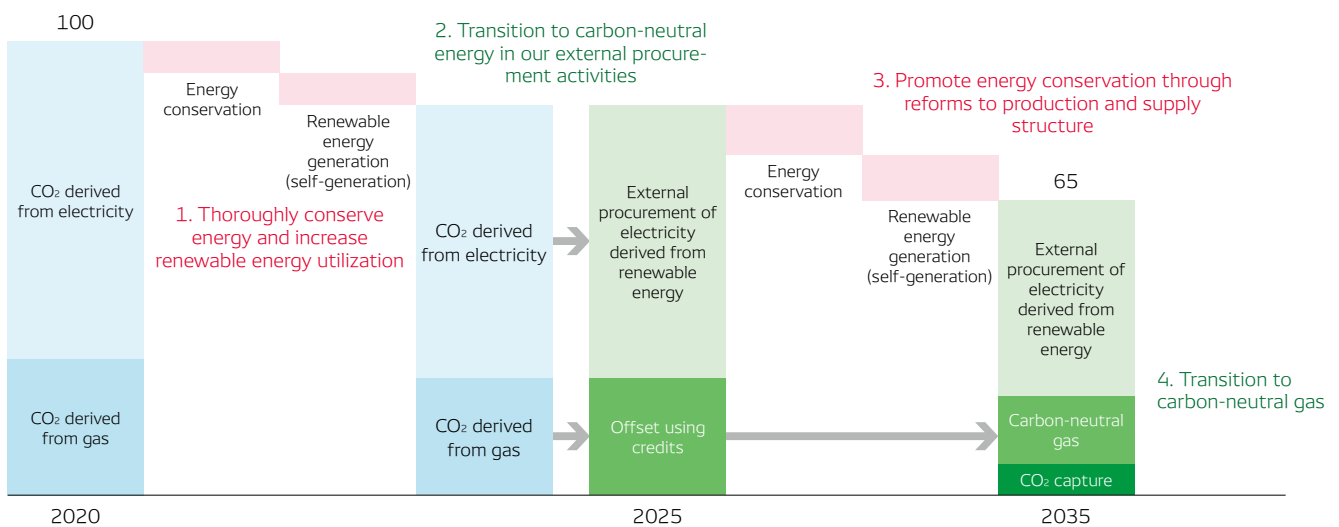 100
CO₂ derived
from electricity
CO₂ derived
from gas
2020
Energy
conservation
Renewable
energy
generation
(self-generation)
1. Thoroughly conserve
energy and increase
renewable energy utilization
2. Transition to carbon-neutral
energy in our external procure-
ment activities
CO₂ derived
from electricity
CO₂ derived
from gas
External
procurement of
electricity
derived from
renewable
energy
Offset using
credits
2025
Energy
conservation
Renewable
energy
generation
(self-generation)
3. Promote energy conservation through
reforms to production and supply
structure
65
External
procurement of
electricity
derived from
renewable
energy
Carbon-neutral
gas
CO₂ capture
2035
4. Transition to
carbon-neutral gas